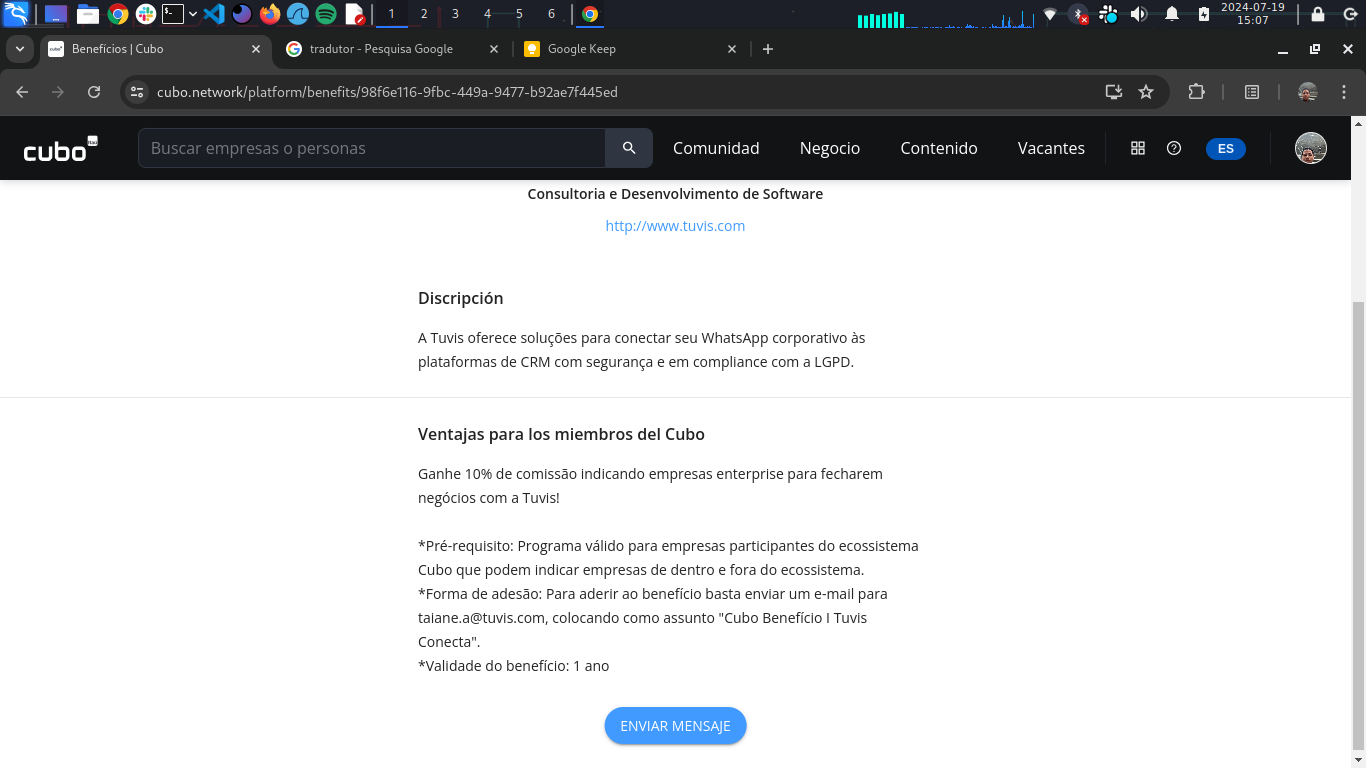 1 2 3 4 5 6
2024-07-19
15:07
Benefícios | Cubo
tradutor - Pesquisa Google
Google Keep
cubo.network/platform/benefits/98f6e116-9fbc-449a-9477-b92ae7f445ed
cubo Itaú
Buscar empresas o personas
Comunidad
Negocio
Contenido
Vacantes
ES
Consultoria e Desenvolvimento de Software
http://www.tuvis.com
Discripción
A Tuvis oferece soluções para conectar seu WhatsApp corporativo às
plataformas de CRM com segurança e em compliance com a LGPD.
Ventajas para los miembros del Cubo
Ganhe 10% de comissão indicando empresas enterprise para fecharem
negócios com a Tuvis!
*Pré-requisito: Programa válido para empresas participantes do ecossistema
Cubo que podem indicar empresas de dentro e fora do ecossistema.
*Forma de adesão: Para aderir ao benefício basta enviar um e-mail para
taiane.a@tuvis.com, colocando como assunto "Cubo Benefício I Tuvis
Conecta".
*Validade do benefício: 1 ano
ENVIAR MENSAJE